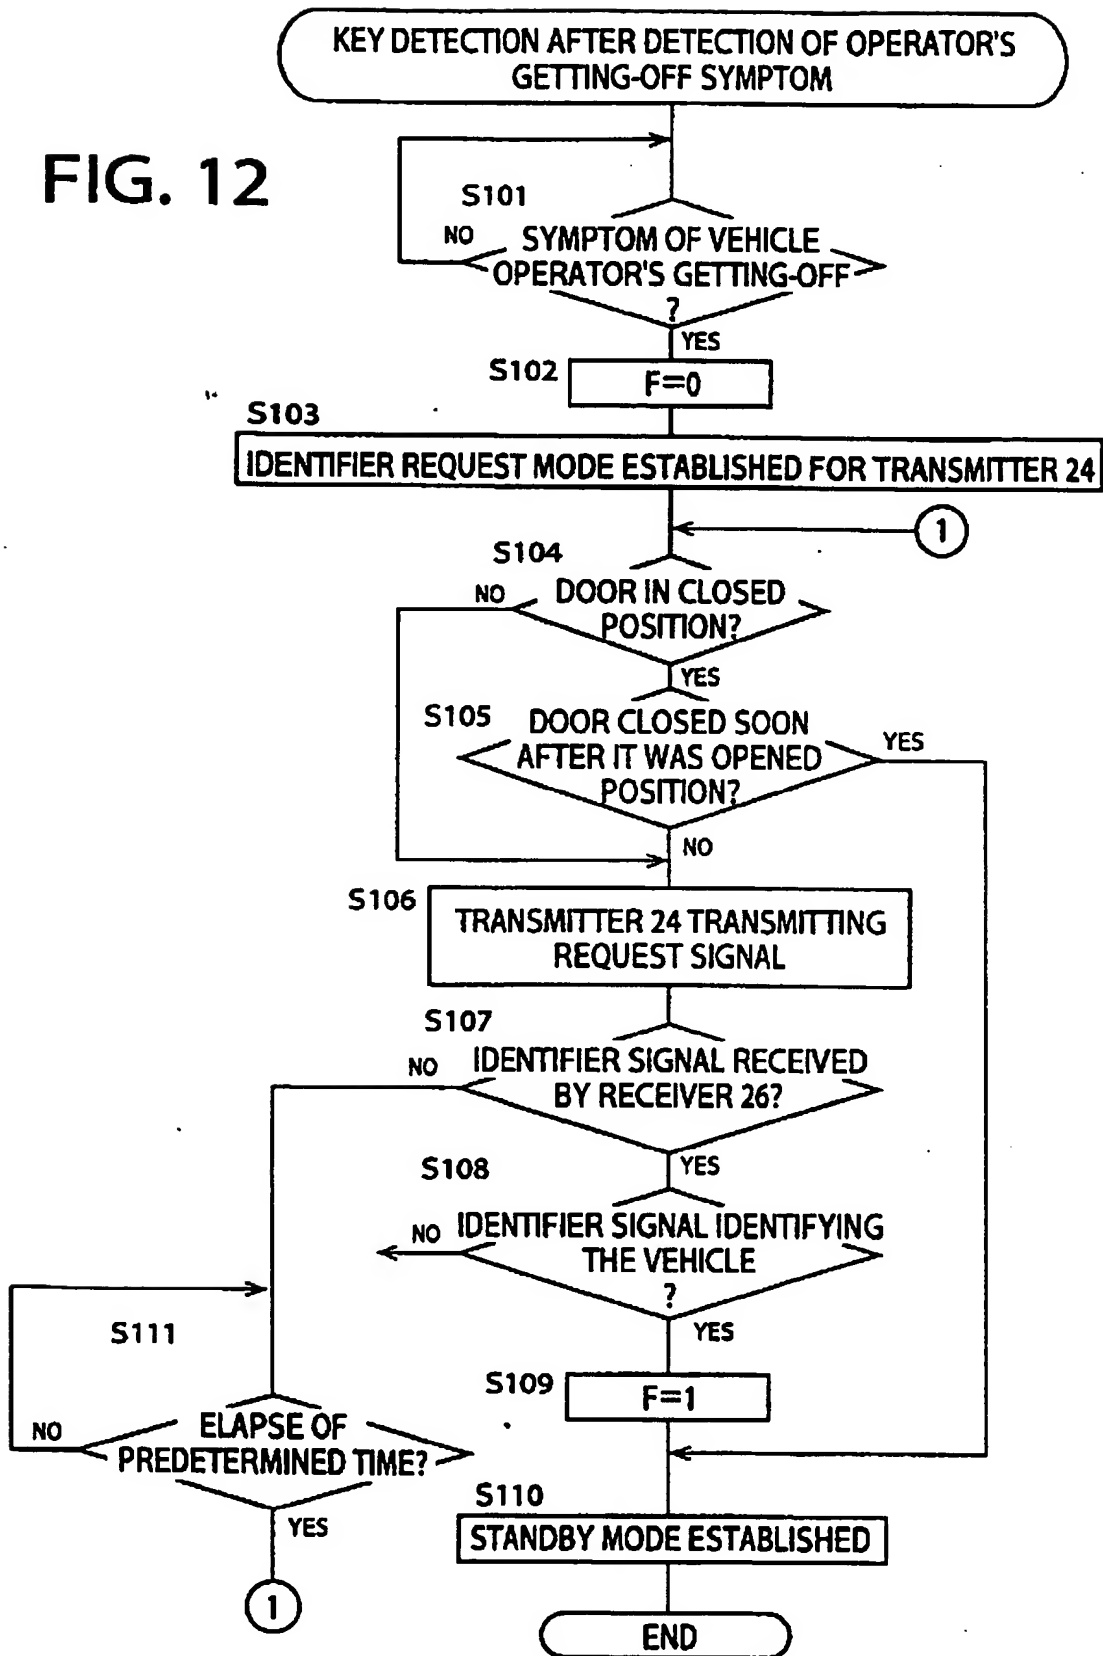 KEY DETECTION AFTER DETECTION OF OPERATOR'S
GETTING-OFF SYMPTOM
FIG. 12
S101
NO
SYMPTOM OF VEHICLE
OPERATOR'S GETTING-OFF
?
YES
S102
F=0
S103
IDENTIFIER REQUEST MODE ESTABLISHED FOR TRANSMITTER 24
1
S104
NO
DOOR IN CLOSED
POSITION?
YES
S105
DOOR CLOSED SOON
AFTER IT WAS OPENED
POSITION?
YES
NO
S106
TRANSMITTER 24 TRANSMITTING
REQUEST SIGNAL
S107
NO
IDENTIFIER SIGNAL RECEIVED
BY RECEIVER 26?
YES
S108
NO
IDENTIFIER SIGNAL IDENTIFYING
THE VEHICLE
?
YES
S109
F=1
S111
NO
ELAPSE OF
PREDETERMINED TIME?
YES
1
S110
STANDBY MODE ESTABLISHED
END